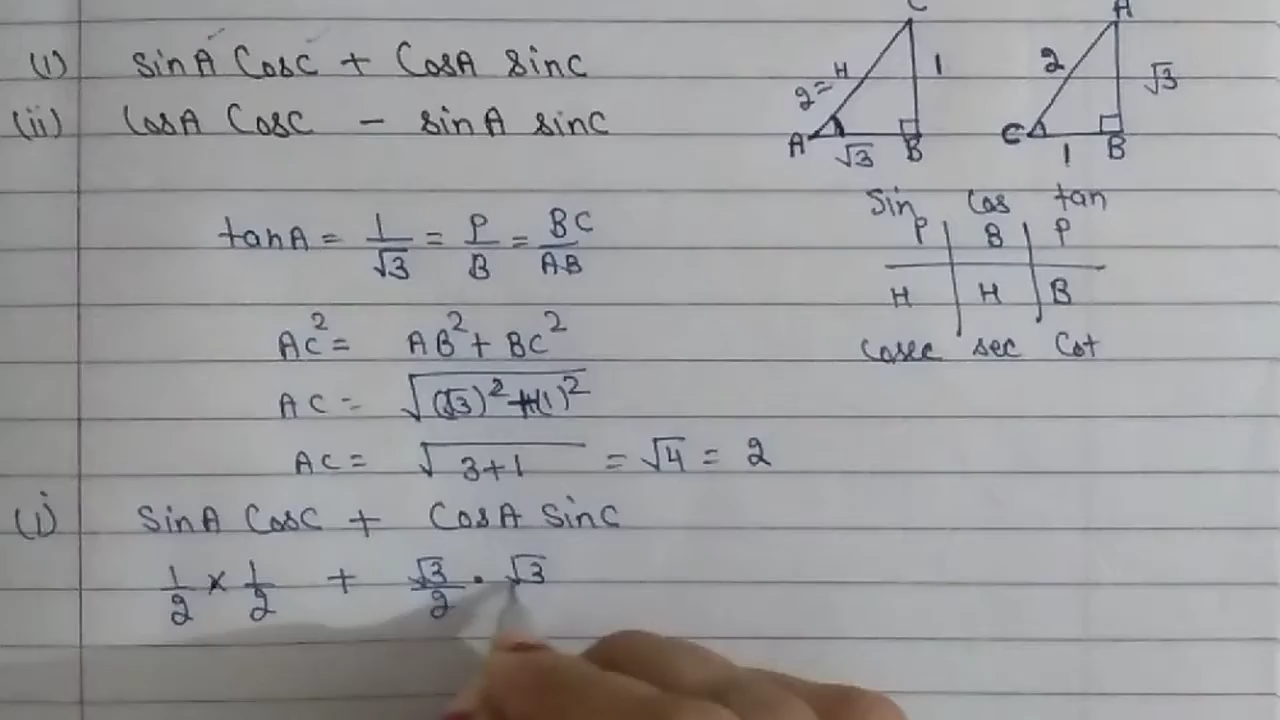 (i) sinA Cosc + CosA sinc
(ii) CosA Cosc - sinA sinc
C
2= H
1
A
√3
B
A
2
√3
C
1
B
Sin Cos tan
P B P
H H B
Cosec sec Cot
tanA = 1/√3 = P/B = BC/AB
AC² = AB² + BC²
AC = √(√3)² + (1)²
AC = √3+1 = √4 = 2
(i) SinA Cosc + CosA Sinc
1/2 × 1/2 + √3/2 · √3